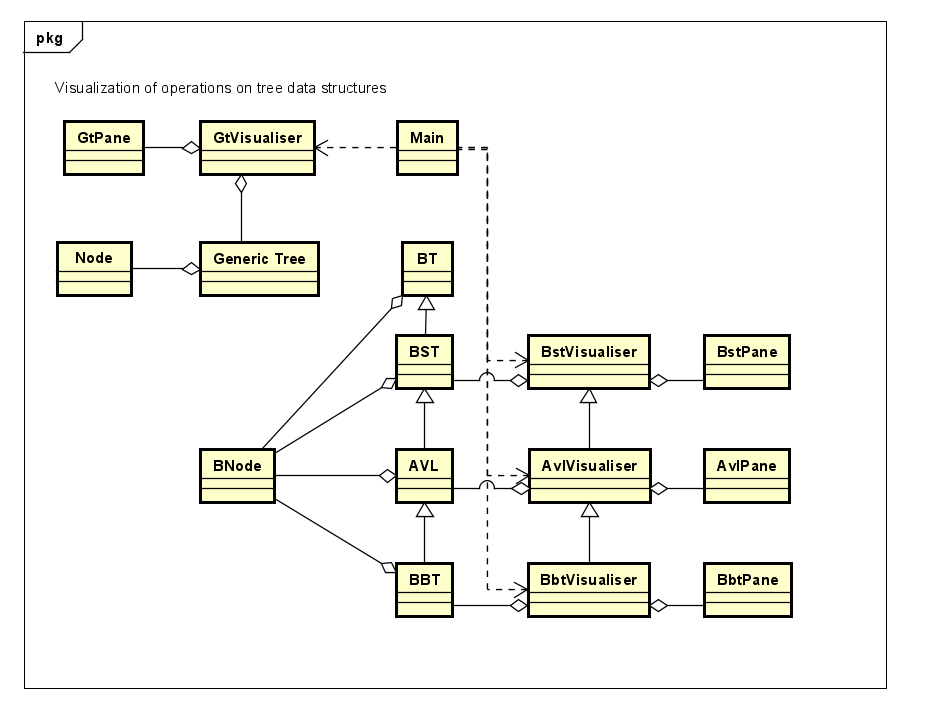 pkg
Visualization of operations on tree data structures
GtPane
GtVisualiser
Main
Node
Generic Tree
BT
BST
BstVisualiser
BstPane
BNode
AVL
AvlVisualiser
AvlPane
BBT
BbtVisualiser
BbtPane